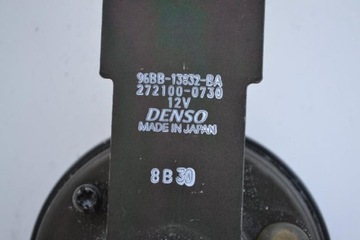 96BB-13832-BA
272100-0730
12V
DENSO
MADE IN JAPAN
8B30